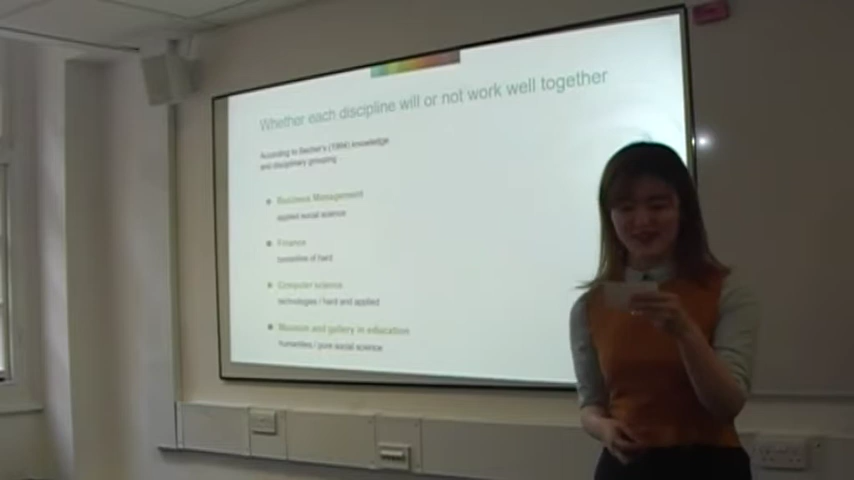 Whether each discipline will or not work well together
According to Becher's (1994) knowledge
and disciplinary grouping
Business Management
applied social science
Finance
borderline of hard
Computer science
technologies / hard and applied
Museum and gallery in education
humanities / pure social science